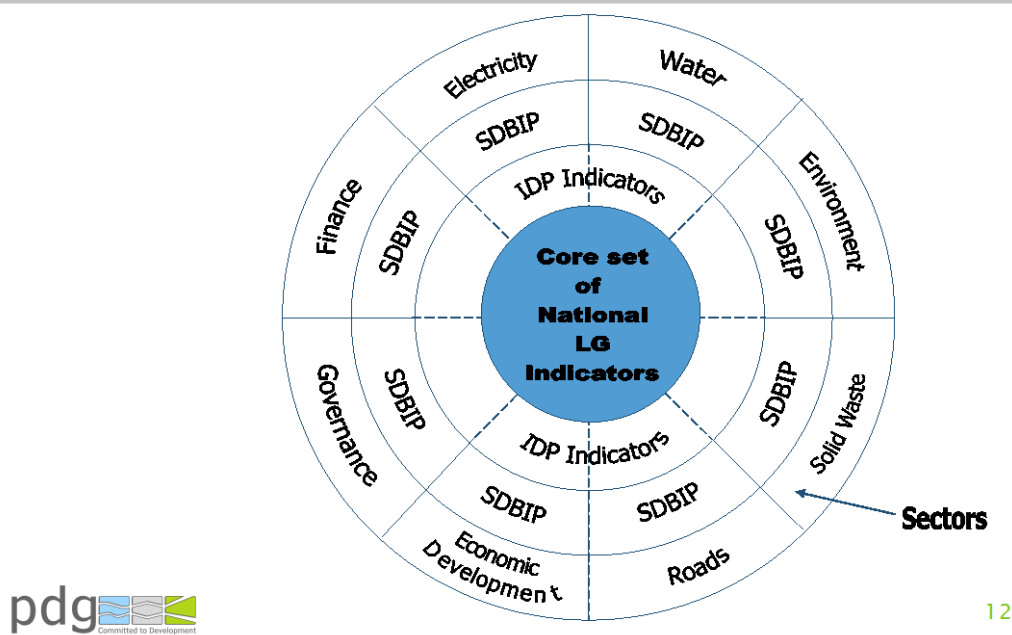 Electricity
Water
SDBIP
SDBIP
Finance
Environment
IDP Indicators
SDBIP
SDBIP
Core set
of
National
LG
Indicators
Governance
SDBIP
SDBIP
Solid Waste
IDP Indicators
SDBIP
SDBIP
Sectors
Economic
Development
Roads
pdg
Committed to Development
12